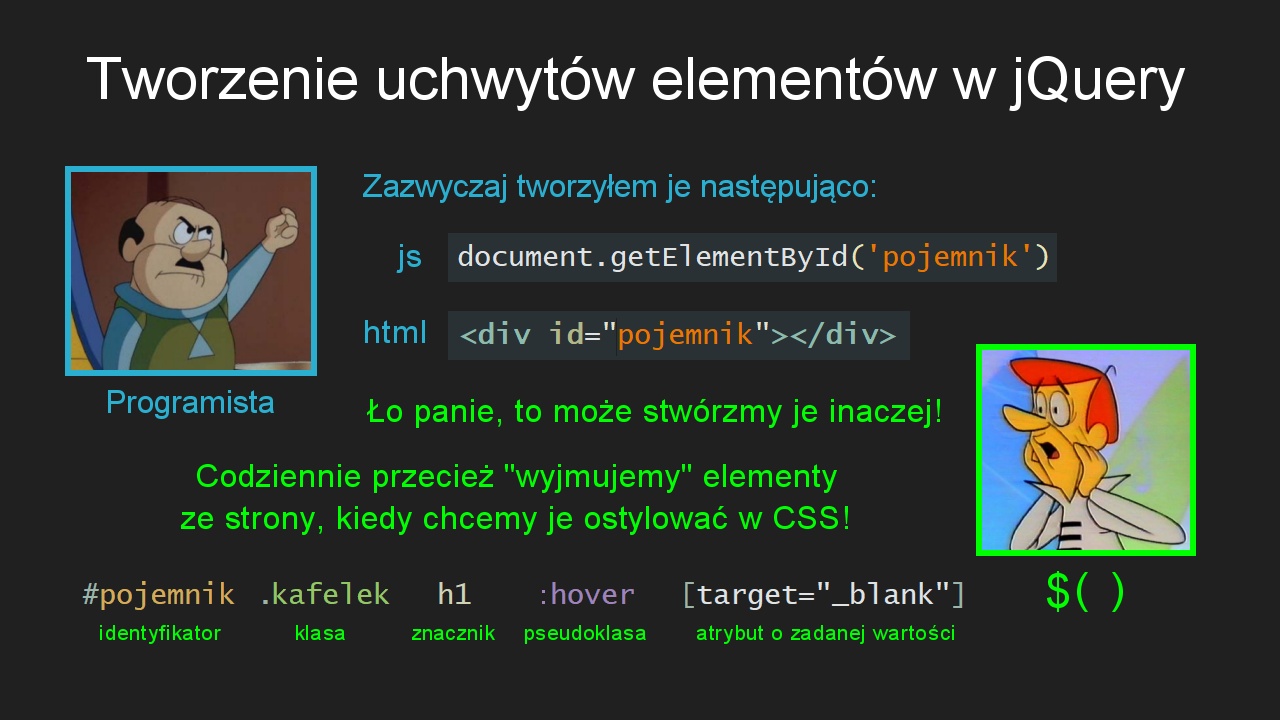 Tworzenie uchwytów elementów w jQuery
Zazwyczaj tworzyłem je następująco:
js document.getElementById('pojemnik')
html <div id="pojemnik"></div>
Programista
Ło panie, to może stwórzmy je inaczej!
Codziennie przecież "wyjmujemy" elementy
ze strony, kiedy chcemy je ostylować w CSS!
#pojemnik .kafelek h1 :hover [target="_blank"]
$( )
identyfikator klasa znacznik pseudoklasa atrybut o zadanej wartości